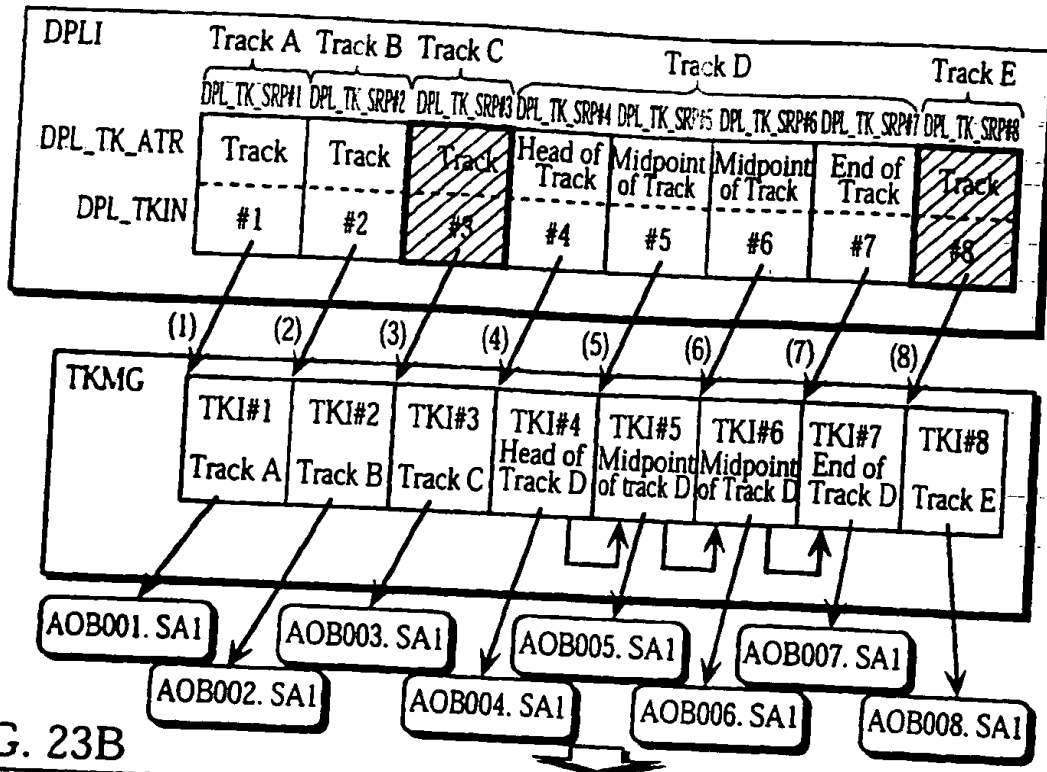 DPLI
Track A Track B Track C Track D Track E
DPL_TK_SRP#1 DPL_TK_SRP#2 DPL_TK_SRP#3 DPL_TK_SRP#4 DPL_TK_SRP#5 DPL_TK_SRP#6 DPL_TK_SRP#7 DPL_TK_SRP#8
DPL_TK_ATR
Track
Track
Track
Head of
Track
Midpoint
of Track
Midpoint
of Track
End of
Track
Track
DPL_TKIN
#1 #2 #3 #4 #5 #6 #7 #8
(1) (2) (3) (4) (5) (6) (7) (8)
TKMG
TKI#1
Track A
TKI#2
Track B
TKI#3
Track C
TKI#4
Head of
Track D
TKI#5
Midpoint
of track D
TKI#6
Midpoint
of Track D
TKI#7
End of
Track D
TKI#8
Track E
AOB001. SA1
AOB003. SA1
AOB005. SA1
AOB007. SA1
AOB002. SA1
AOB004. SA1
AOB006. SA1
AOB008. SA1
G. 23B